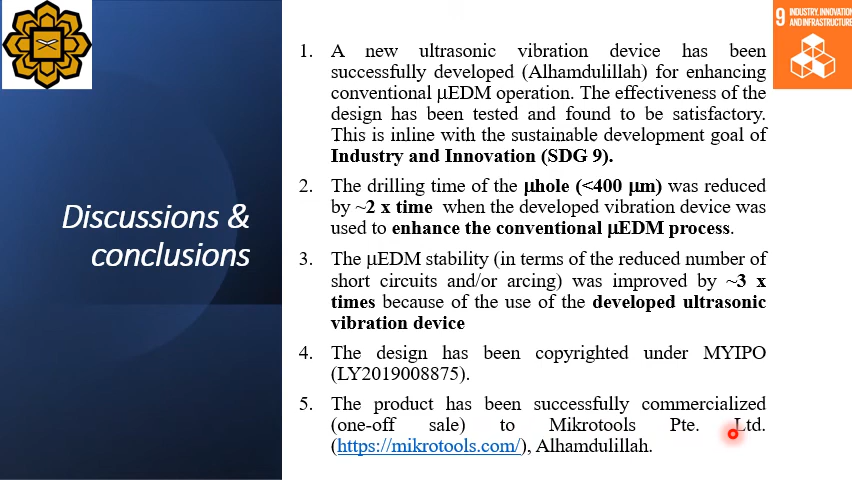 9 INDUSTRY, INNOVATION
AND INFRASTRUCTURE
Discussions &
conclusions
1. A new ultrasonic vibration device has been
successfully developed (Alhamdulillah) for enhancing
conventional μEDM operation. The effectiveness of the
design has been tested and found to be satisfactory.
This is inline with the sustainable development goal of
Industry and Innovation (SDG 9).
2. The drilling time of the μhole (<400 μm) was reduced
by ~2 x time when the developed vibration device was
used to enhance the conventional μEDM process.
3. The μEDM stability (in terms of the reduced number of
short circuits and/or arcing) was improved by ~3 x
times because of the use of the developed ultrasonic
vibration device
4. The design has been copyrighted under MYIPO
(LY2019008875).
5. The product has been successfully commercialized
(one-off sale) to Mikrotools Pte. Ltd.
(https://mikrotools.com/), Alhamdulillah.